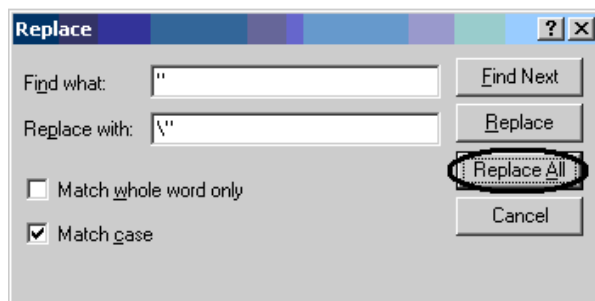 Replace
Find what: "
Replace with: \"
Match whole word only
Match case
Find Next
Replace
Replace All
Cancel